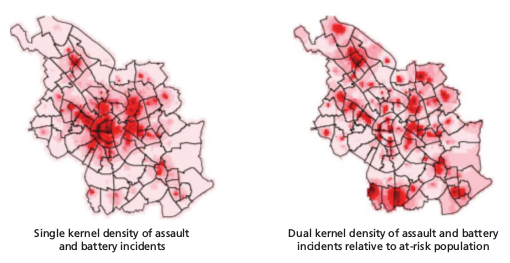 Single kernel density of assault
and battery incidents
Dual kernel density of assault and battery
incidents relative to at-risk population